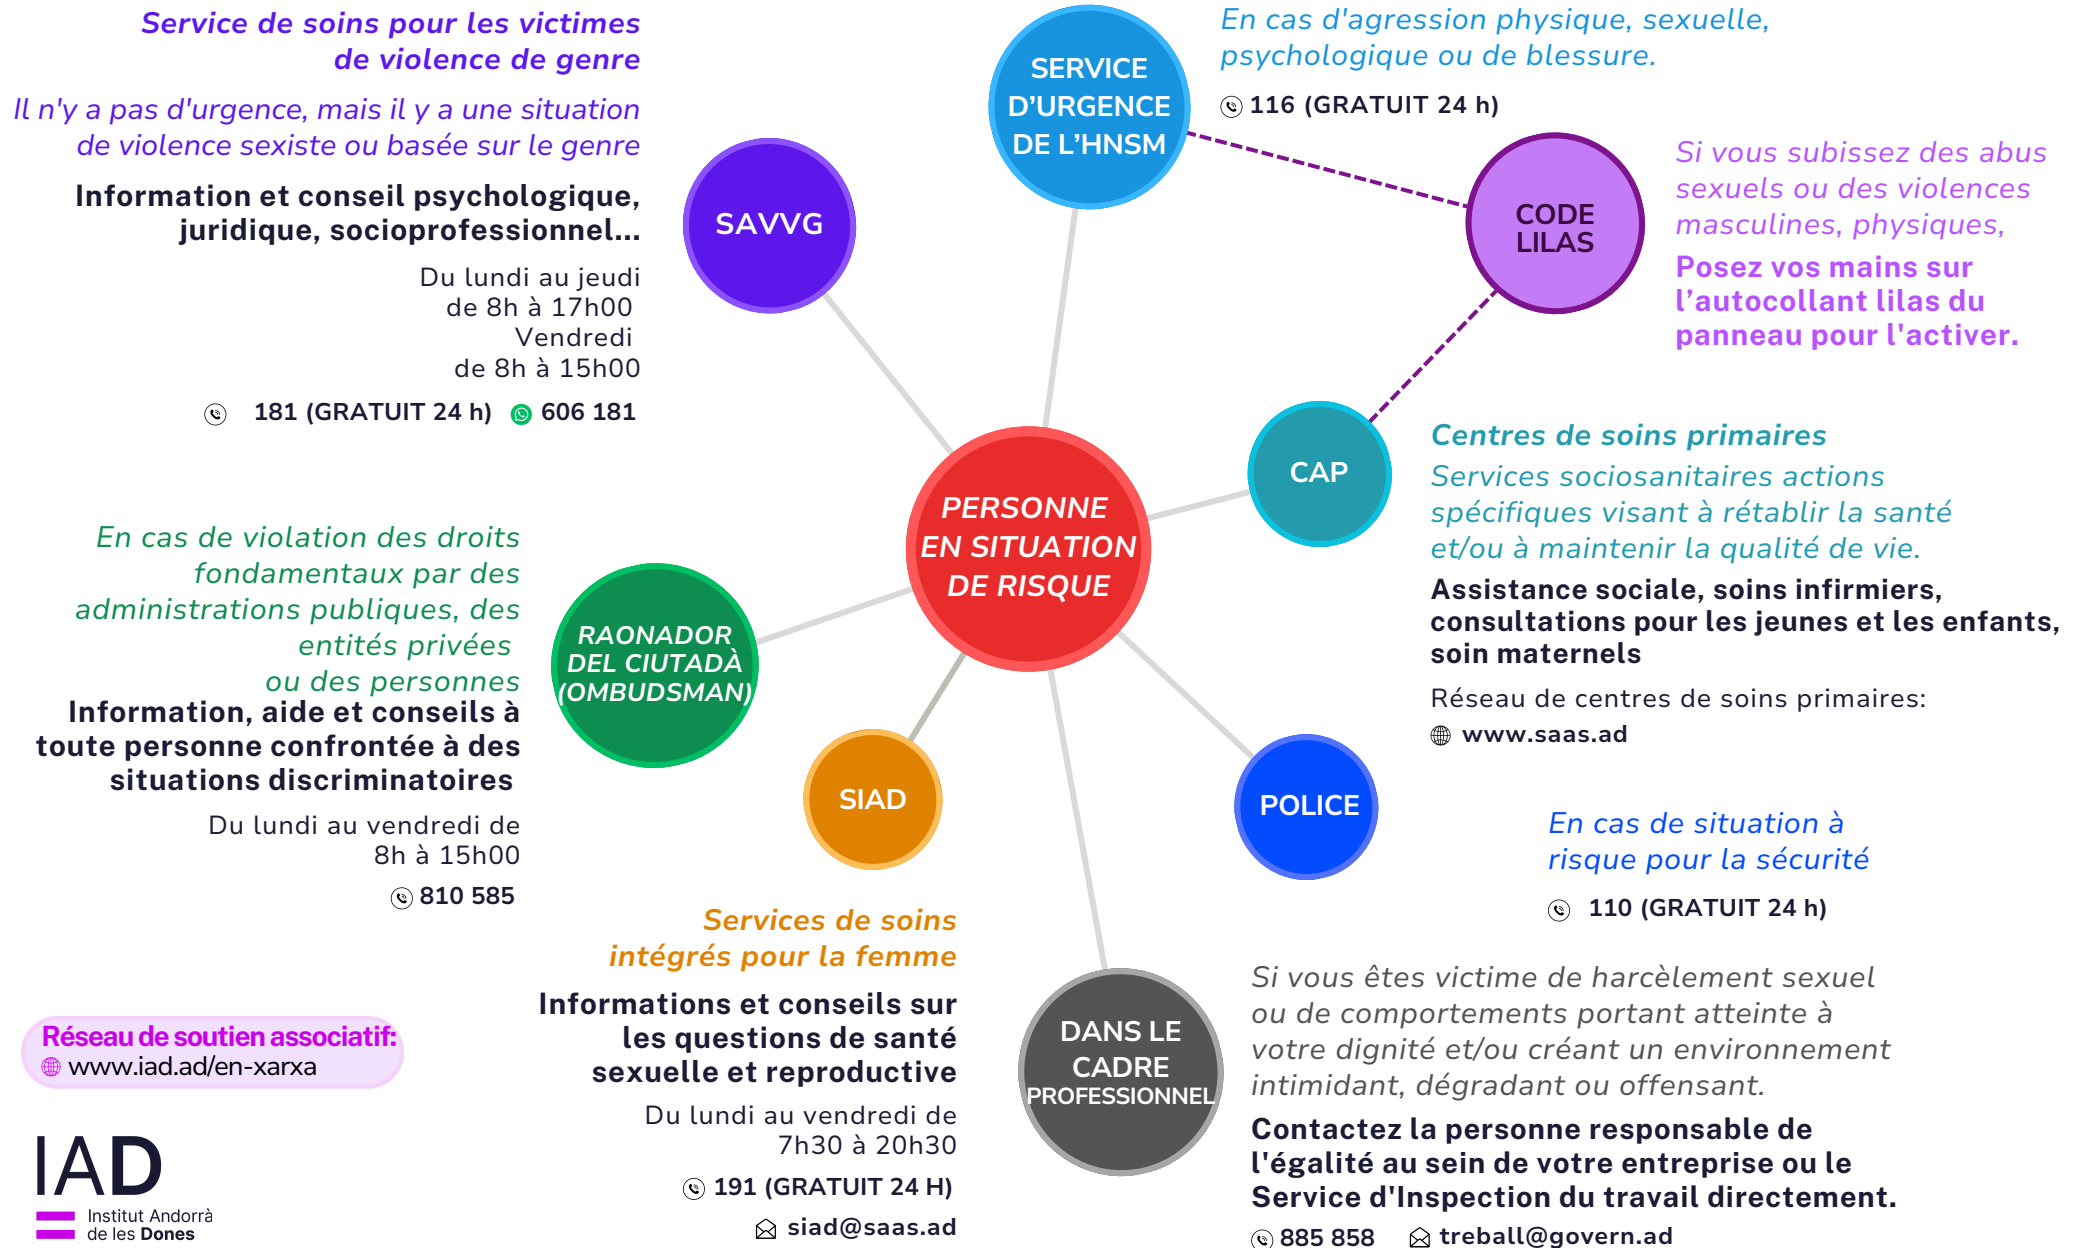 Service de soins pour les victimes
de violence de genre
Il n'y a pas d'urgence, mais il y a une situation
de violence sexiste ou basée sur le genre
Information et conseil psychologique,
juridique, socioprofessionnel...
Du lundi au jeudi
de 8h à 17h00
Vendredi
de 8h à 15h00
181 (GRATUIT 24 h) 606 181
SAVVG
SERVICE
D’URGENCE
DE L’HNSM
En cas d'agression physique, sexuelle,
psychologique ou de blessure.
116 (GRATUIT 24 h)
CODE
LILAS
Si vous subissez des abus
sexuels ou des violences
masculines, physiques,
Posez vos mains sur
l’autocollant lilas du
panneau pour l'activer.
PERSONNE
EN SITUATION
DE RISQUE
CAP
Centres de soins primaires
Services sociosanitaires actions
spécifiques visant à rétablir la santé
et/ou à maintenir la qualité de vie.
Assistance sociale, soins infirmiers,
consultations pour les jeunes et les enfants,
soin maternels
Réseau de centres de soins primaires:
www.saas.ad
En cas de violation des droits
fondamentaux par des
administrations publiques, des
entités privées
ou des personnes
Information, aide et conseils à
toute personne confrontée à des
situations discriminatoires
Du lundi au vendredi de
8h à 15h00
810 585
RAONADOR
DEL CIUTADÀ
(OMBUDSMAN)
SIAD
Services de soins
intégrés pour la femme
Informations et conseils sur
les questions de santé
sexuelle et reproductive
Du lundi au vendredi de
7h30 à 20h30
191 (GRATUIT 24 H)
siad@saas.ad
POLICE
En cas de situation à
risque pour la sécurité
110 (GRATUIT 24 h)
DANS LE
CADRE
PROFESSIONNEL
Si vous êtes victime de harcèlement sexuel
ou de comportements portant atteinte à
votre dignité et/ou créant un environnement
intimidant, dégradant ou offensant.
Contactez la personne responsable de
l'égalité au sein de votre entreprise ou le
Service d'Inspection du travail directement.
885 858 treball@govern.ad
Réseau de soutien associatif:
www.iad.ad/en-xarxa
IAD
Institut Andorrà
de les Dones